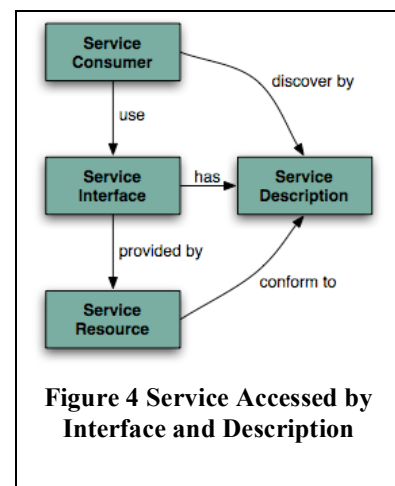 Service
Consumer
discover by
use
Service
Interface
has
Service
Description
provided by
conform to
Service
Resource
Figure 4 Service Accessed by
Interface and Description